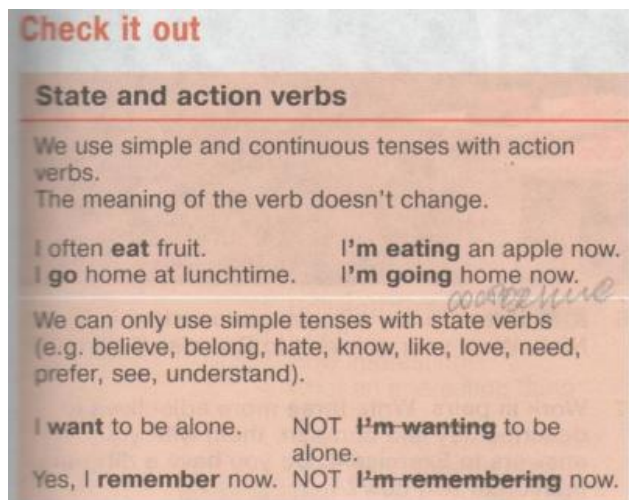 Check it out
State and action verbs
We use simple and continuous tenses with action
verbs.
The meaning of the verb doesn't change.
I often eat fruit. I'm eating an apple now.
I go home at lunchtime. I'm going home now.
состояние
We can only use simple tenses with state verbs
(e.g. believe, belong, hate, know, like, love, need,
prefer, see, understand).
I want to be alone. NOT I'm wanting to be
alone.
Yes, I remember now. NOT I'm remembering now.